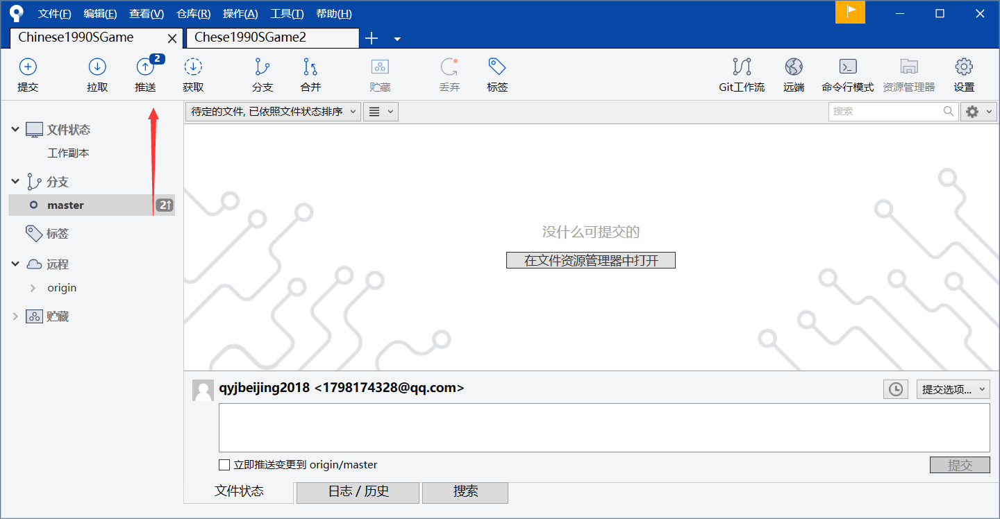 文件(F) 编辑(E) 查看(V) 仓库(R) 操作(A) 工具(T) 帮助(H)
Chinese1990SGame Chese1990SGame2
2
提交 拉取 推送 获取 分支 合并 贮藏 丢弃 标签 Git工作流 远端 命令行模式 资源管理器 设置
待定的文件, 已依照文件状态排序 搜索
文件状态
工作副本
分支
master 2↑
标签
远程
origin
贮藏
没什么可提交的
在文件资源管理器中打开
qyjbeijing2018 <1798174328@qq.com> 提交选项...
立即推送变更到 origin/master 提交
文件状态 日志 / 历史 搜索